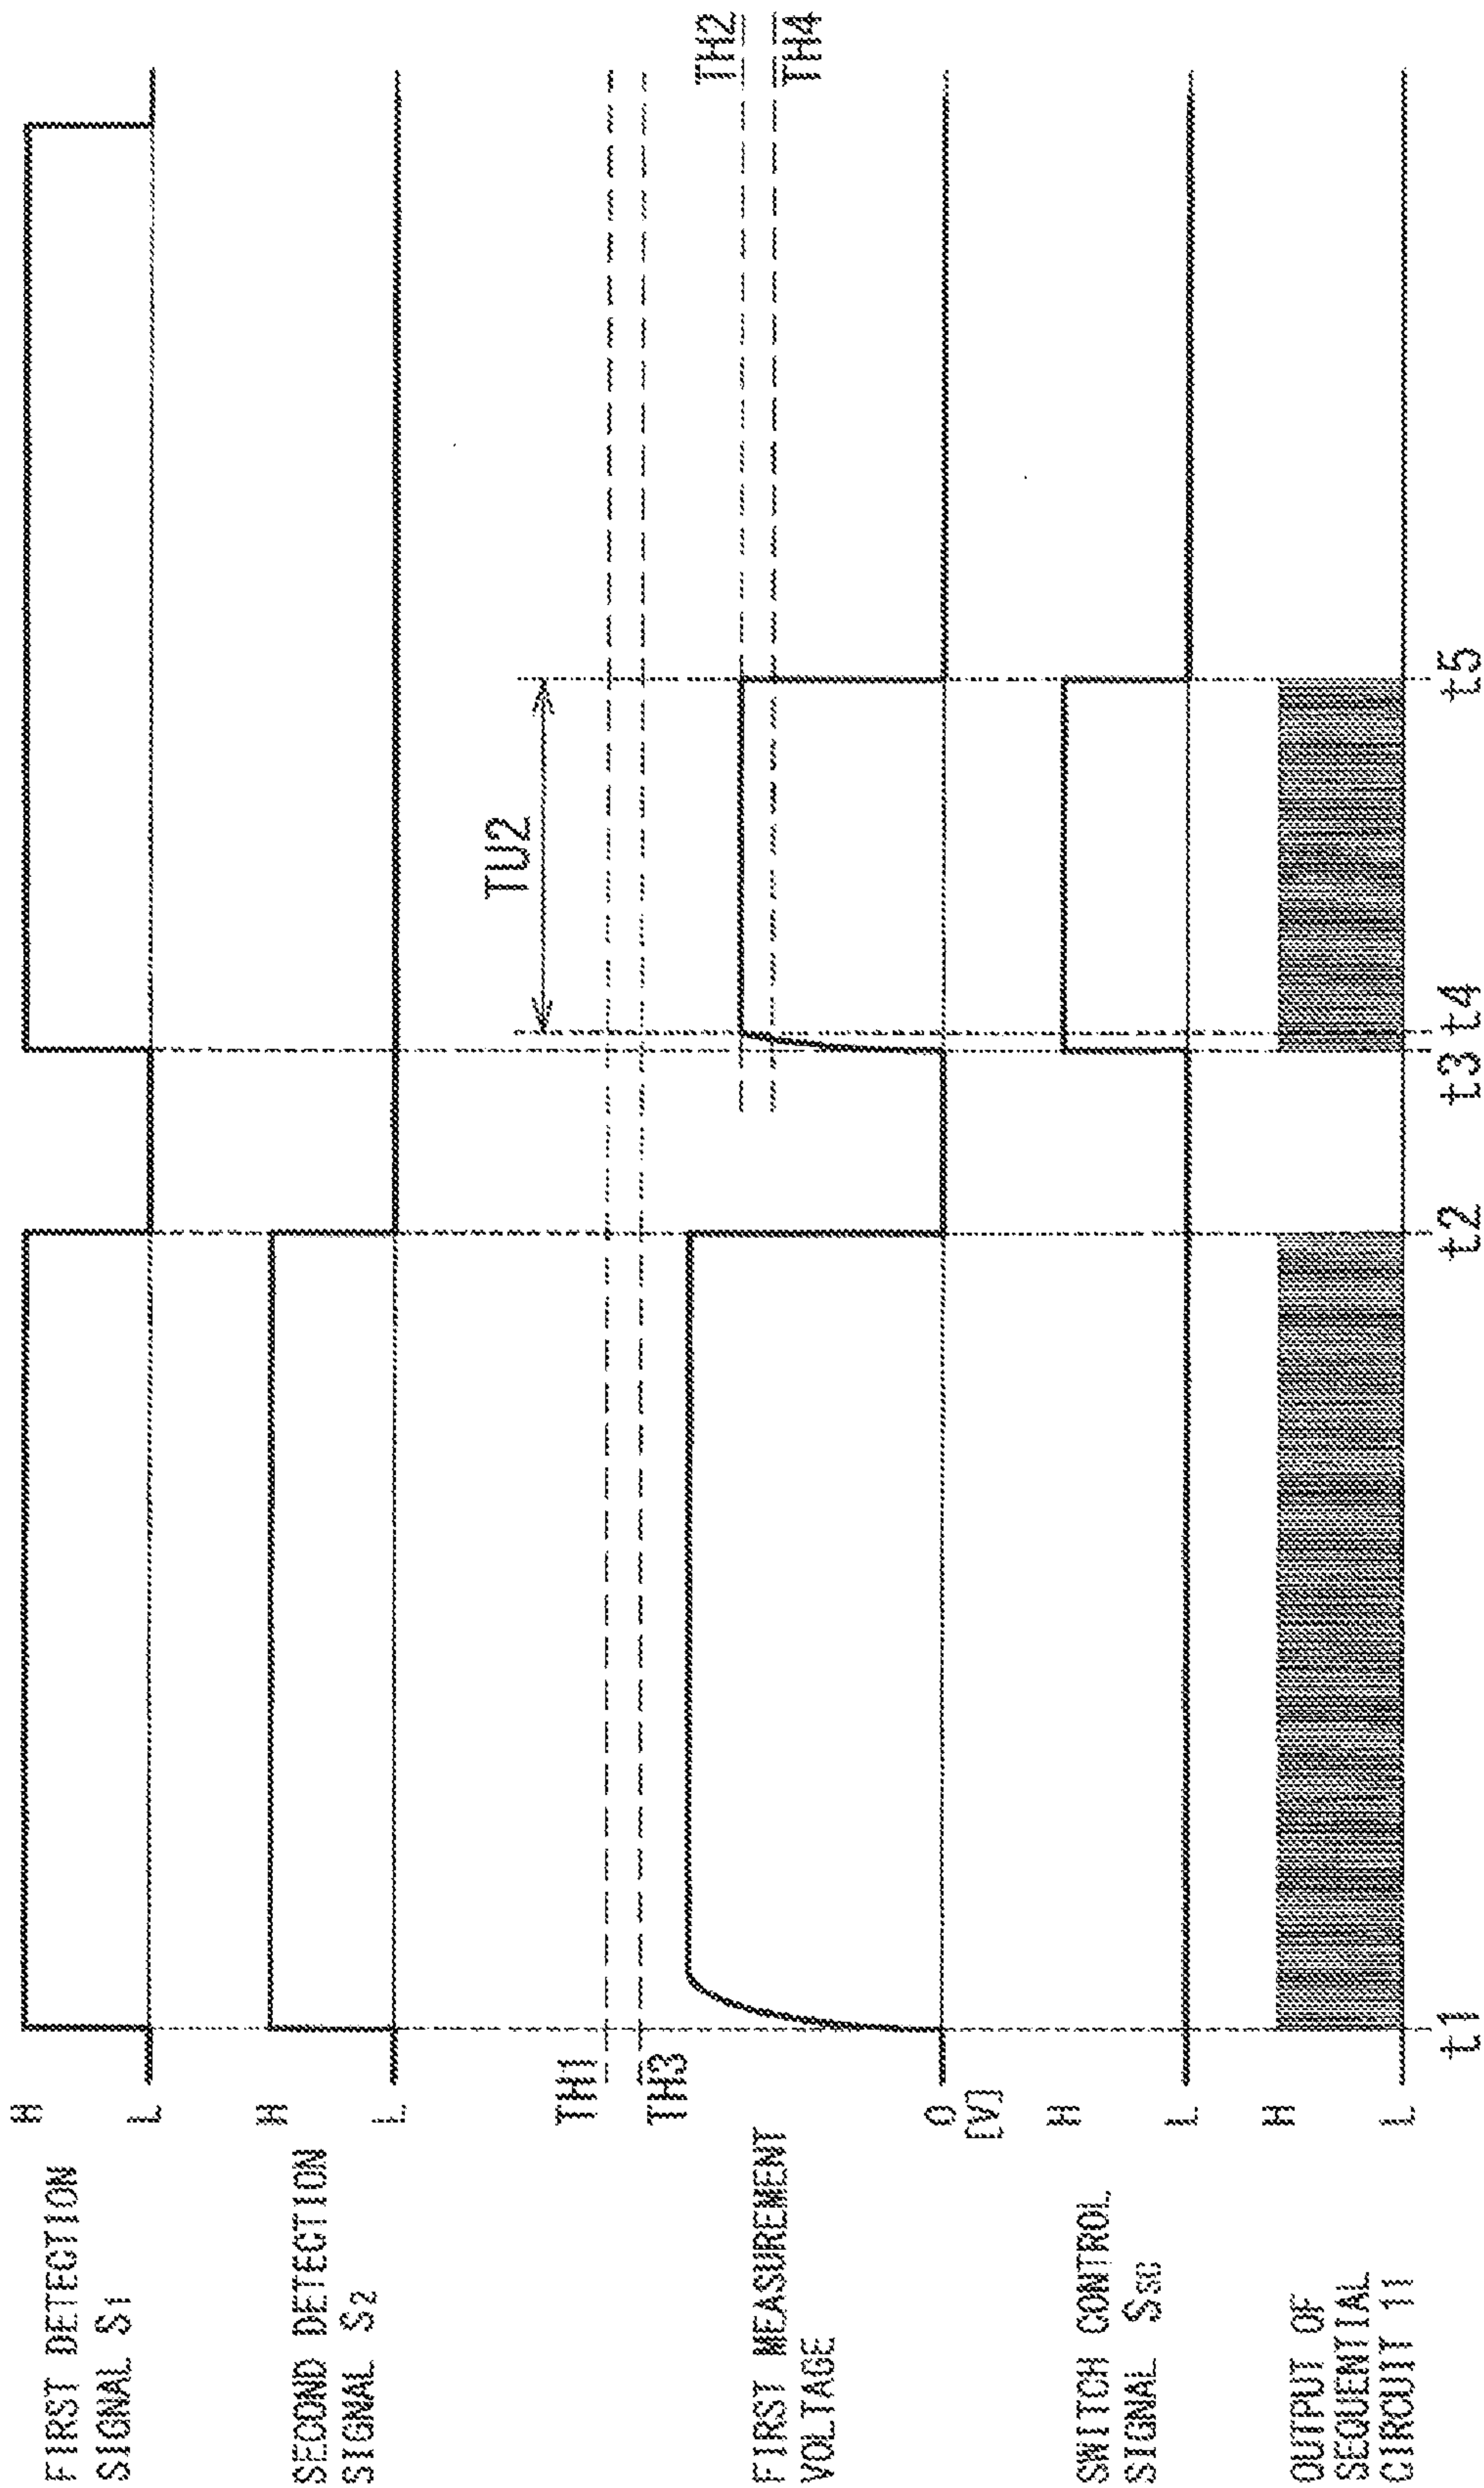 FIRST DETECTION
SIGNAL S1
H
L
SECOND DETECTION
SIGNAL S2
H
L
TU2
TH1
TH3
TH2
TH4
FIRST MEASUREMENT
VOLTAGE
0
[V]
SWITCH CONTROL
SIGNAL SSC
H
L
OUTPUT OF
SEQUENTIAL
CIRCUIT 11
H
L
t1
t2
t3
t4
t5